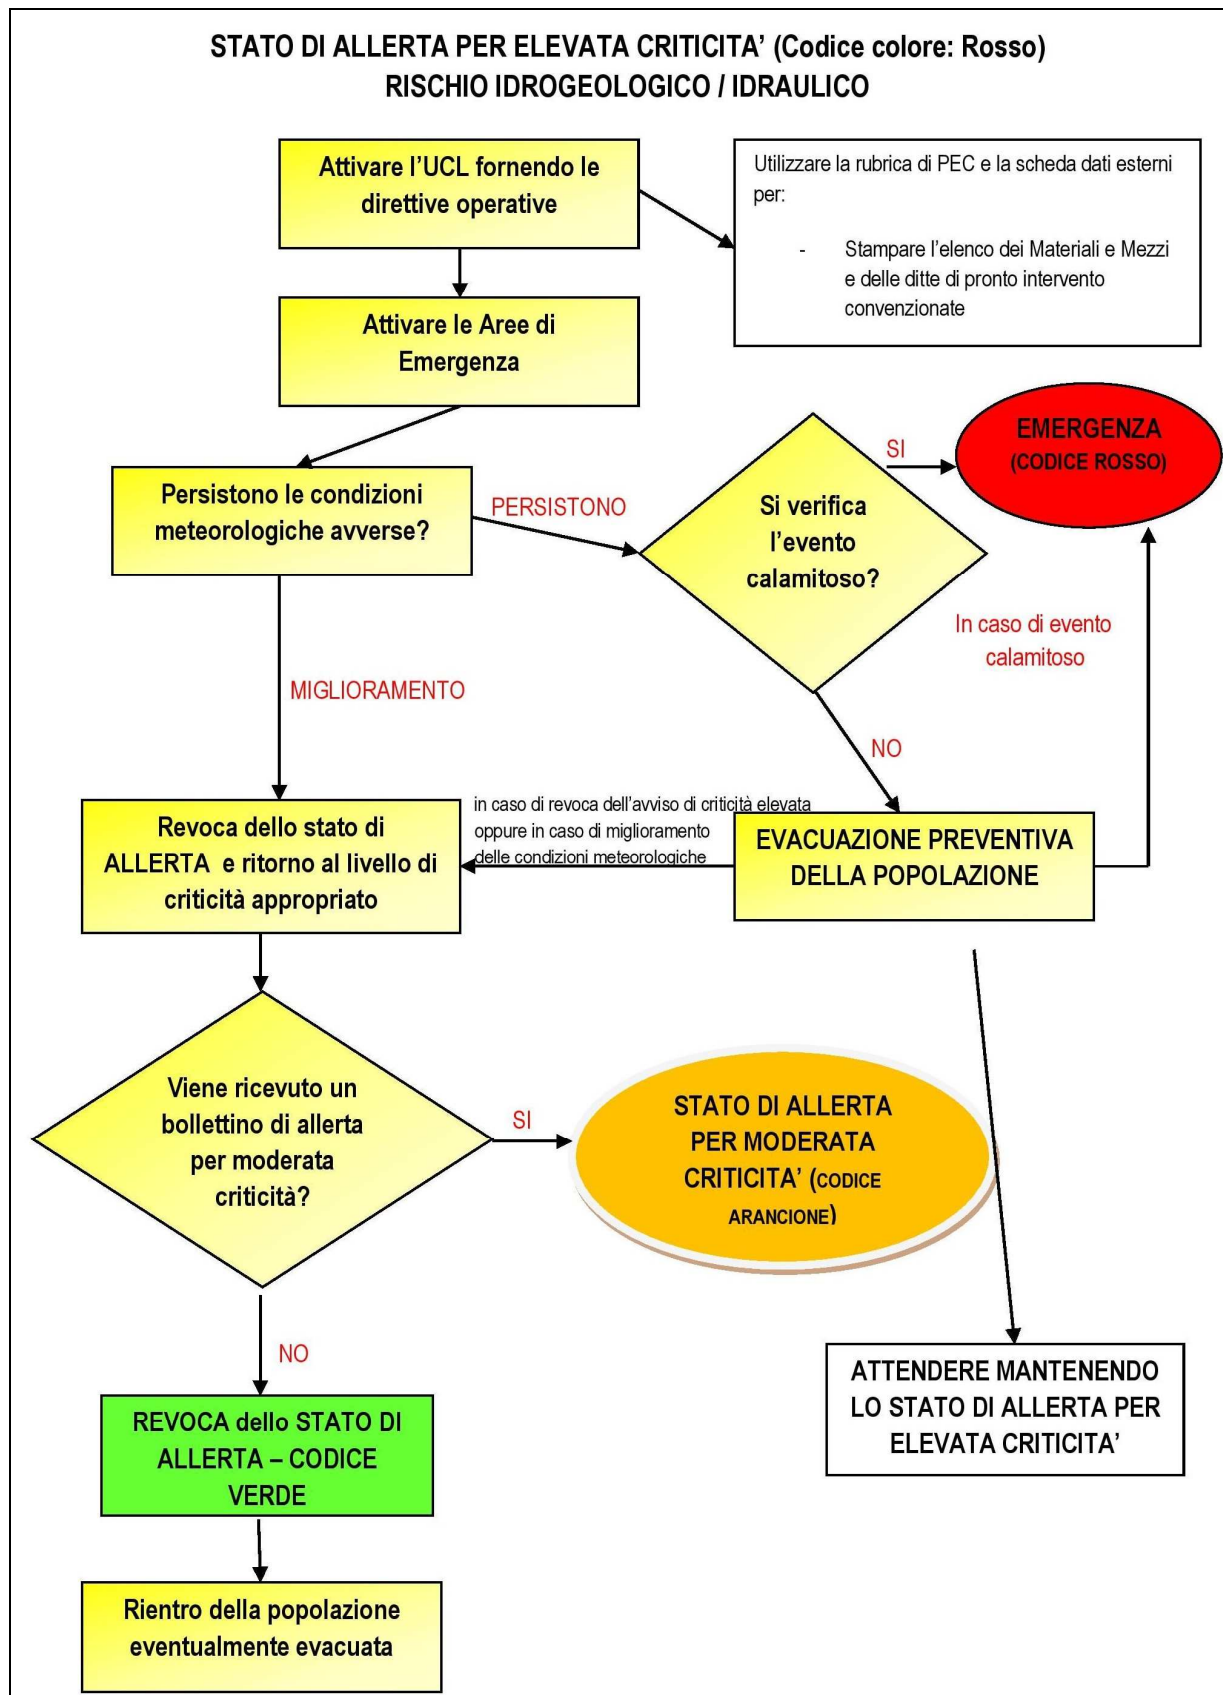 STATO DI ALLERTA PER ELEVATA CRITICITA’ (Codice colore: Rosso)
RISCHIO IDROGEOLOGICO / IDRAULICO
Attivare l’UCL fornendo le
direttive operative
Utilizzare la rubrica di PEC e la scheda dati esterni
per:
- Stampare l’elenco dei Materiali e Mezzi
e delle ditte di pronto intervento
convenzionate
Attivare le Aree di
Emergenza
EMERGENZA
(CODICE ROSSO)
SI
Persistono le condizioni
meteorologiche avverse?
PERSISTONO
Si verifica
l’evento
calamitoso?
In caso di evento
calamitoso
MIGLIORAMENTO
NO
Revoca dello stato di
ALLERTA e ritorno al livello di
criticità appropriato
in caso di revoca dell’avviso di criticità elevata
oppure in caso di miglioramento
delle condizioni meteorologiche
EVACUAZIONE PREVENTIVA
DELLA POPOLAZIONE
Viene ricevuto un
bollettino di allerta
per moderata
criticità?
SI
STATO DI ALLERTA
PER MODERATA
CRITICITA’ (CODICE
ARANCIONE)
NO
ATTENDERE MANTENENDO
LO STATO DI ALLERTA PER
ELEVATA CRITICITA’
REVOCA dello STATO DI
ALLERTA – CODICE
VERDE
Rientro della popolazione
eventualmente evacuata